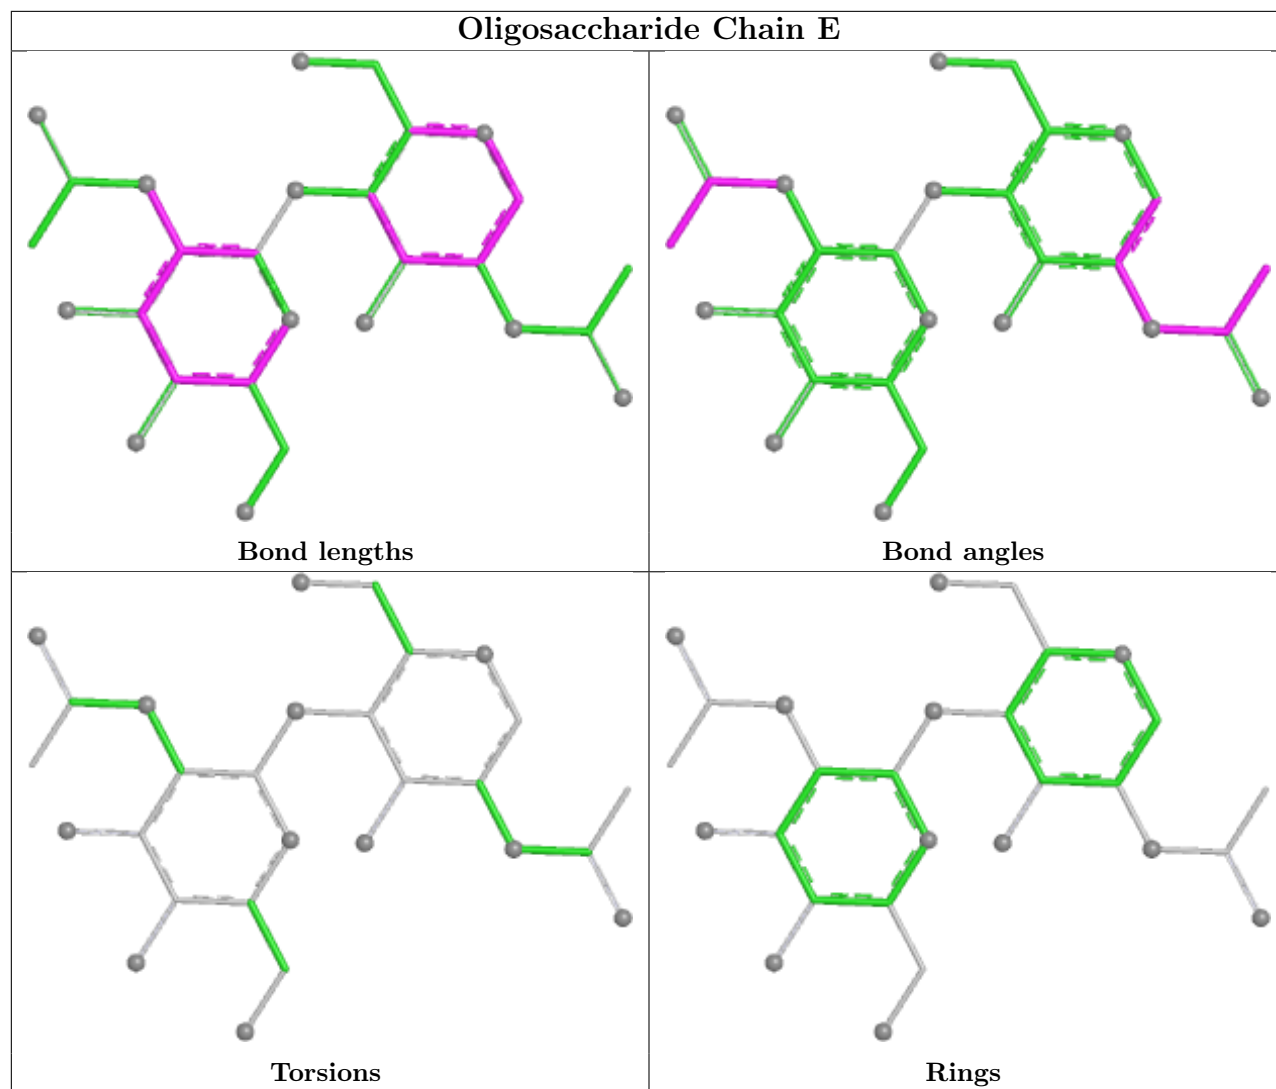 Oligosaccharide Chain E
Bond lengths
Bond angles
Torsions
Rings